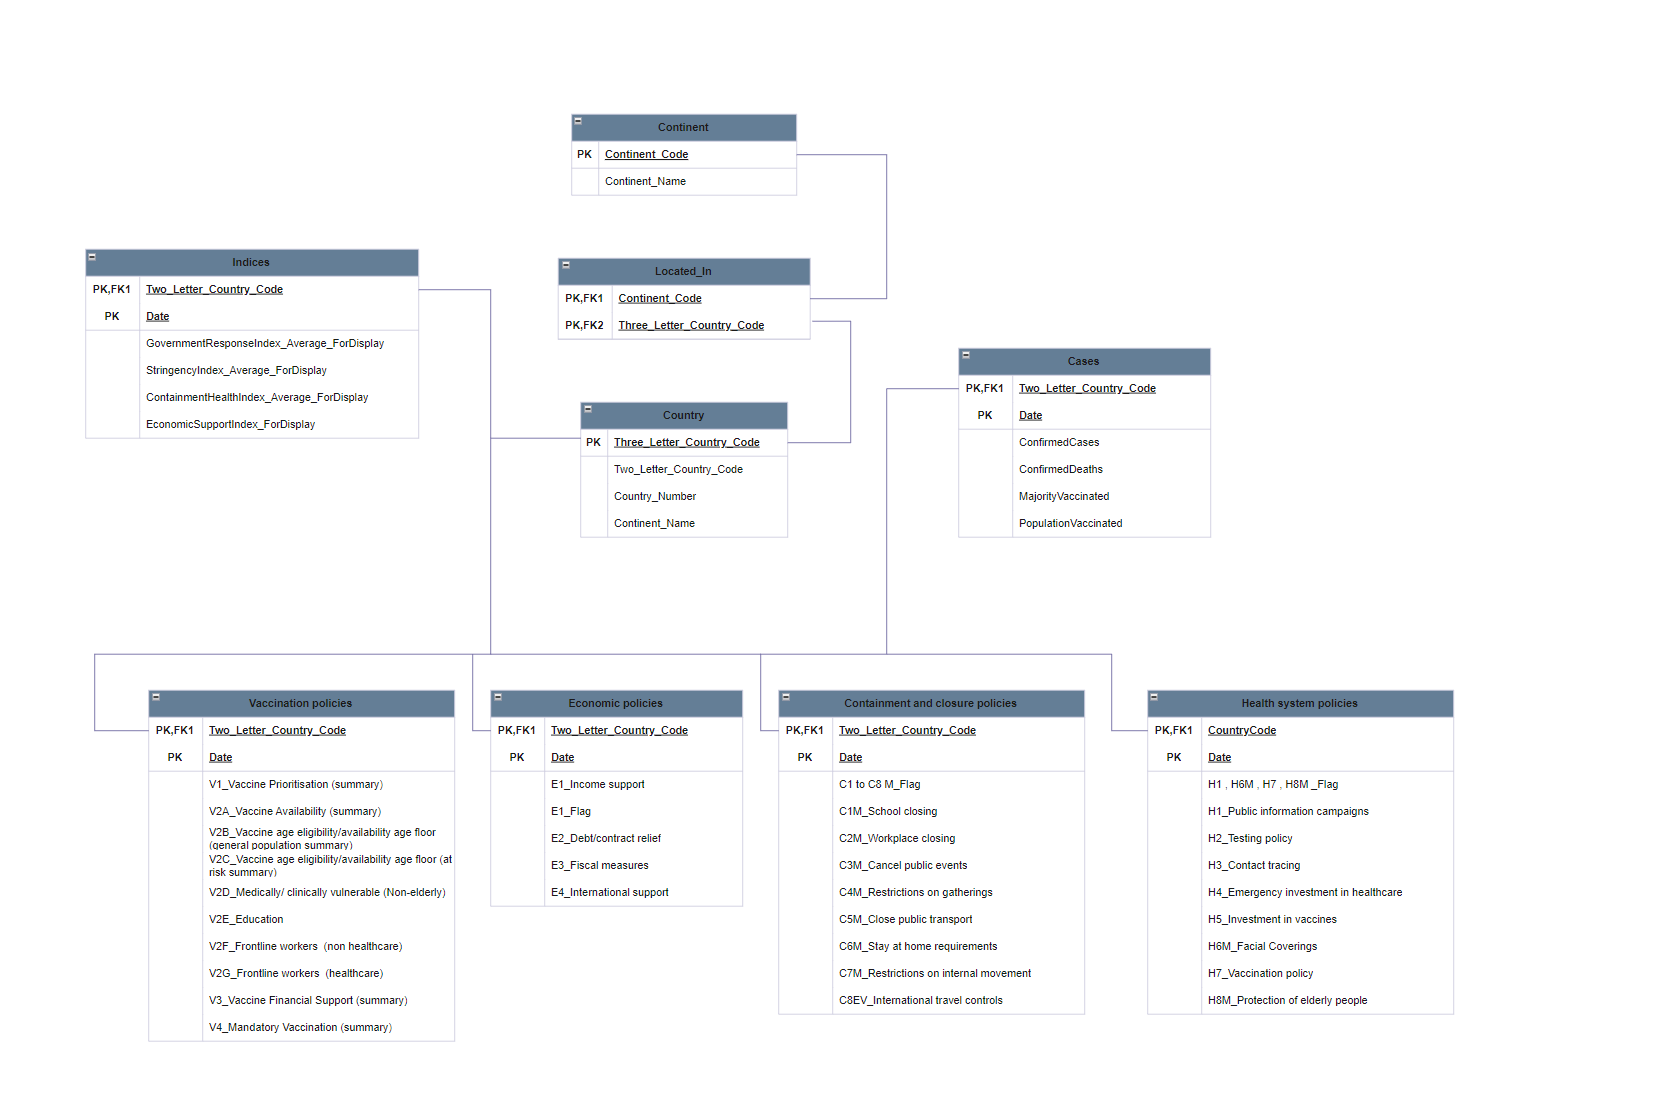 Continent
PK Continent_Code
Continent_Name
Indices
PK,FK1 Two_Letter_Country_Code
PK Date
GovernmentResponseIndex_Average_ForDisplay
StringencyIndex_Average_ForDisplay
ContainmentHealthIndex_Average_ForDisplay
EconomicSupportIndex_ForDisplay
Located_In
PK,FK1 Continent_Code
PK,FK2 Three_Letter_Country_Code
Country
PK Three_Letter_Country_Code
Two_Letter_Country_Code
Country_Number
Continent_Name
Cases
PK,FK1 Two_Letter_Country_Code
PK Date
ConfirmedCases
ConfirmedDeaths
MajorityVaccinated
PopulationVaccinated
Vaccination policies
PK,FK1 Two_Letter_Country_Code
PK Date
V1_Vaccine Prioritisation (summary)
V2A_Vaccine Availability (summary)
V2B_Vaccine age eligibility/availability age floor
(general population summary)
V2C_Vaccine age eligibility/availability age floor (at
risk summary)
V2D_Medically/ clinically vulnerable (Non-elderly)
V2E_Education
V2F_Frontline workers (non healthcare)
V2G_Frontline workers (healthcare)
V3_Vaccine Financial Support (summary)
V4_Mandatory Vaccination (summary)
Economic policies
PK,FK1 Two_Letter_Country_Code
PK Date
E1_Income support
E1_Flag
E2_Debt/contract relief
E3_Fiscal measures
E4_International support
Containment and closure policies
PK,FK1 Two_Letter_Country_Code
PK Date
C1 to C8 M_Flag
C1M_School closing
C2M_Workplace closing
C3M_Cancel public events
C4M_Restrictions on gatherings
C5M_Close public transport
C6M_Stay at home requirements
C7M_Restrictions on internal movement
C8EV_International travel controls
Health system policies
PK,FK1 CountryCode
PK Date
H1 , H6M , H7 , H8M _Flag
H1_Public information campaigns
H2_Testing policy
H3_Contact tracing
H4_Emergency investment in healthcare
H5_Investment in vaccines
H6M_Facial Coverings
H7_Vaccination policy
H8M_Protection of elderly people